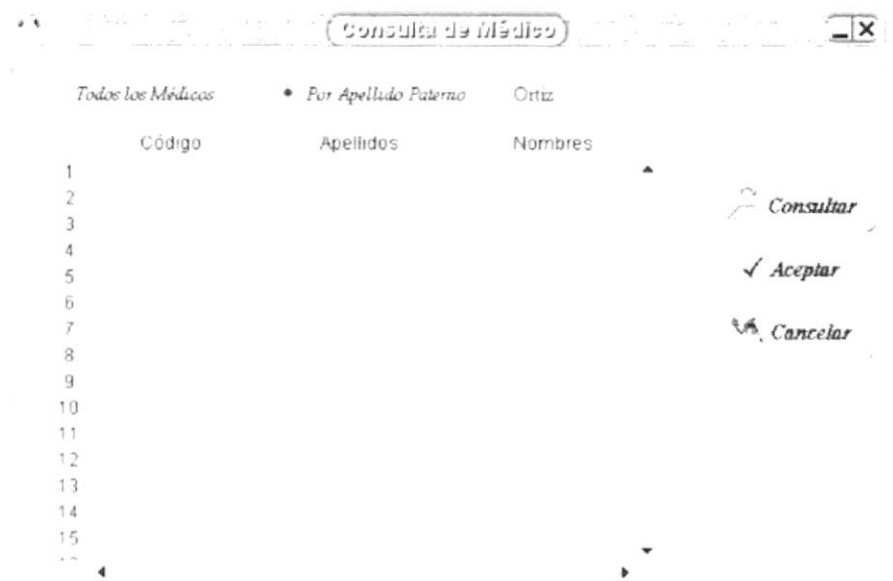 Consulta de Médico
Todos los Médicos Por Apellido Paterno Ortiz
Código Apellidos Nombres
1
2
Consultar
3
4
Aceptar
5
6
7
Cancelar
8
9
10
11
12
13
14
15